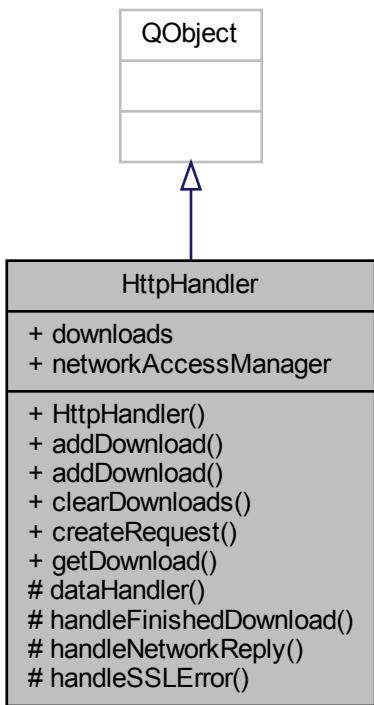 QObject
HttpHandler
+ downloads
+ networkAccessManager
+ HttpHandler()
+ addDownload()
+ addDownload()
+ clearDownloads()
+ createRequest()
+ getDownload()
# dataHandler()
# handleFinishedDownload()
# handleNetworkReply()
# handleSSLError()